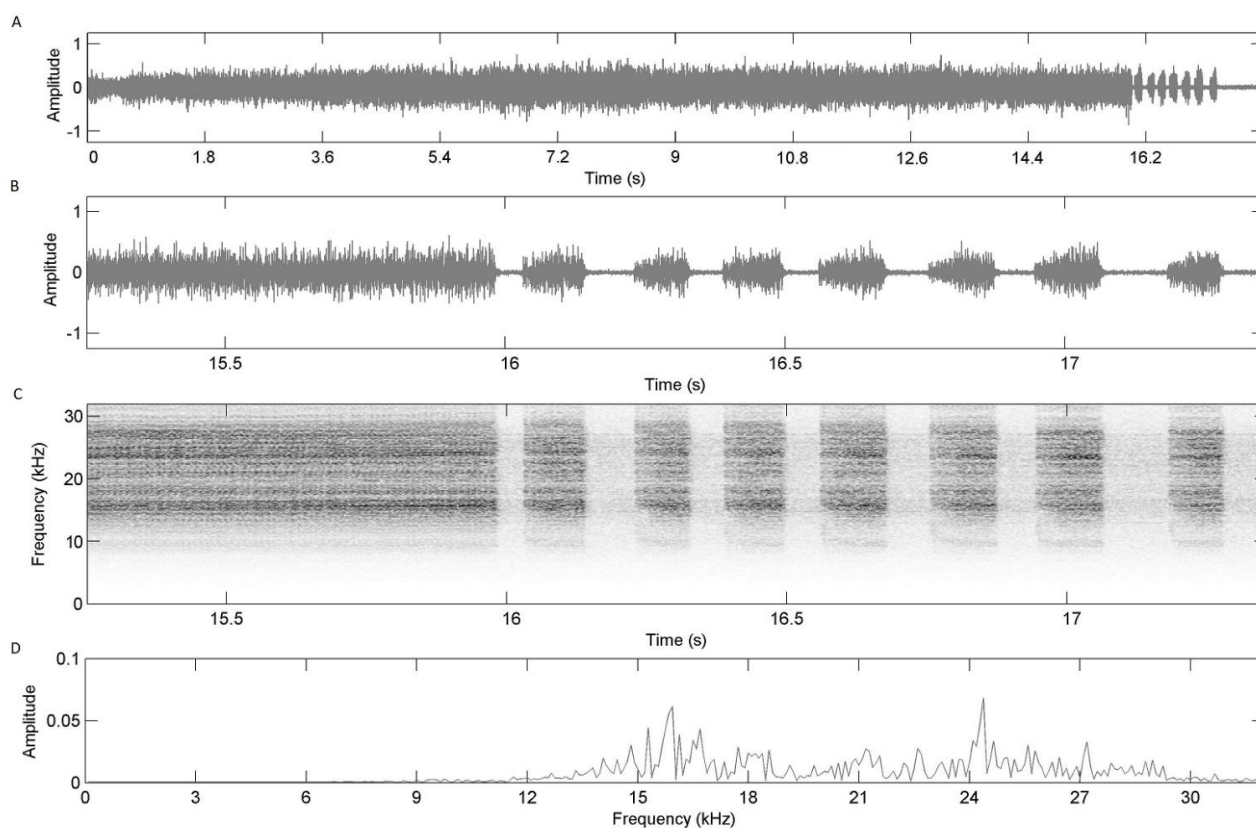 A
Amplitude
1
0
-1
0 1.8 3.6 5.4 7.2 9 10.8 12.6 14.4 16.2
Time (s)
B
Amplitude
1
0
-1
15.5 16 16.5 17
Time (s)
C
Frequency (kHz)
30
20
10
0
15.5 16 16.5 17
Time (s)
D
Amplitude
0.1
0.05
0
0 3 6 9 12 15 18 21 24 27 30
Frequency (kHz)